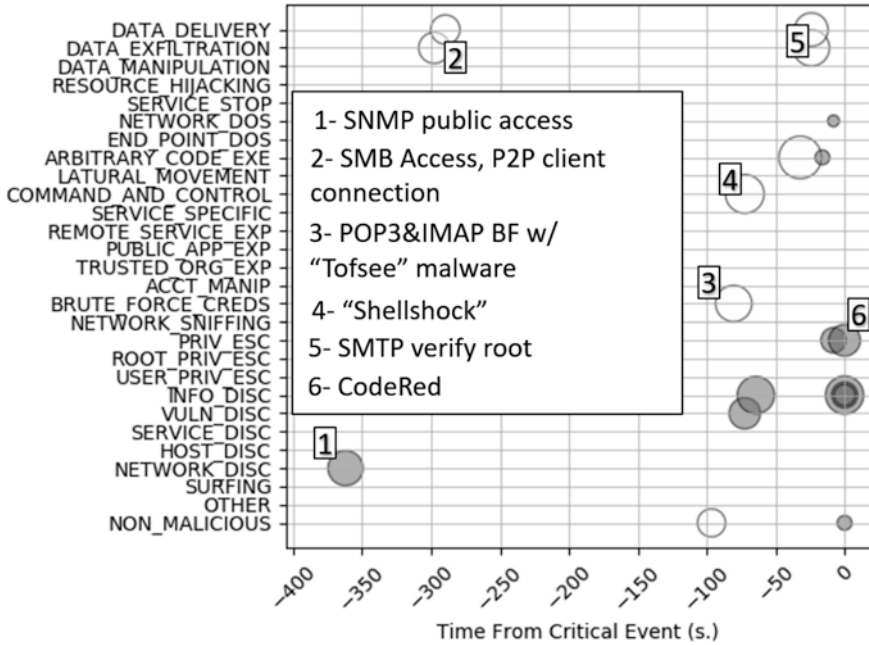 DATA_DELIVERY
DATA_EXFILTRATION
DATA_MANIPULATION
RESOURCE_HIJACKING
SERVICE_STOP
NETWORK_DOS
END_POINT_DOS
ARBITRARY_CODE_EXE
LATURAL_MOVEMENT
COMMAND_AND_CONTROL
SERVICE_SPECIFIC
REMOTE_SERVICE_EXP
PUBLIC_APP_EXP
TRUSTED_ORG_EXP
ACCT_MANIP
BRUTE_FORCE_CREDS
NETWORK_SNIFFING
PRIV_ESC
ROOT_PRIV_ESC
USER_PRIV_ESC
INFO_DISC
VULN_DISC
SERVICE_DISC
HOST_DISC
NETWORK_DISC
SURFING
OTHER
NON_MALICIOUS
2
5
4
3
6
1
1- SNMP public access
2- SMB Access, P2P client
connection
3- POP3&IMAP BF w/
“Tofsee” malware
4- “Shellshock”
5- SMTP verify root
6- CodeRed
−400
−350
−300
−250
−200
−150
−100
−50
0
Time From Critical Event (s.)